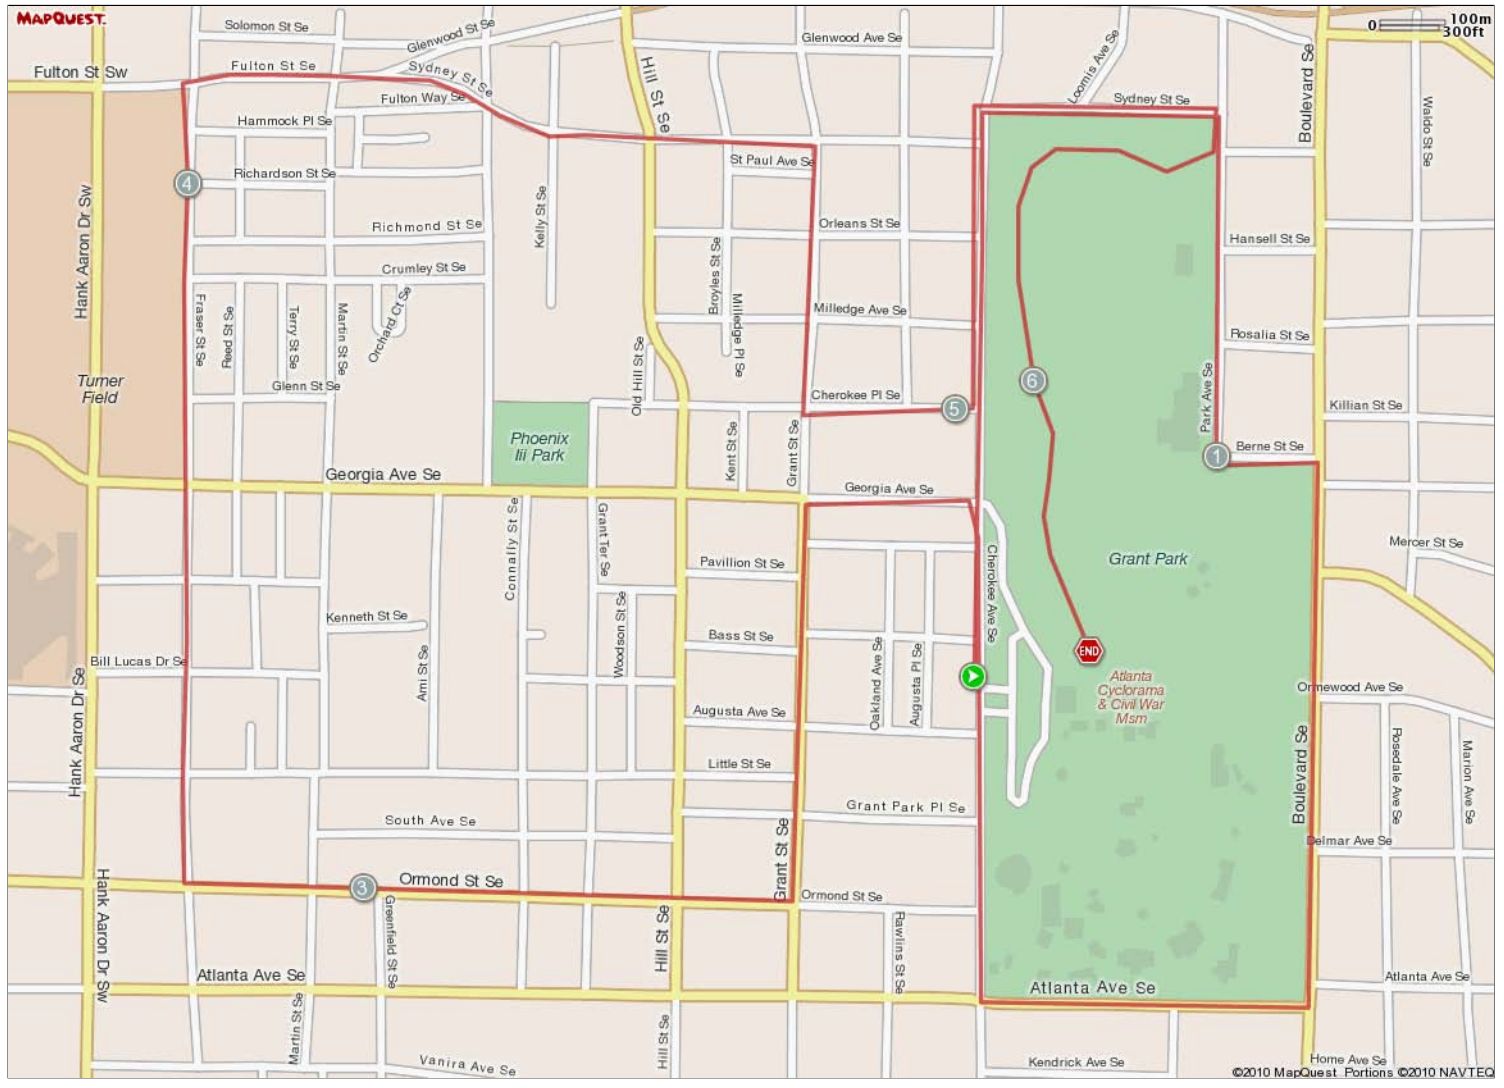 MAPQUEST.
0 100m
300ft
Solomon St Se
Glenwood St Se
Glenwood Ave Se
Loomis Ave Se
Boulevard Se
Waldo St Se
Fulton St Sw
Fulton St Se
Sydney St Se
Hill St Se
Sydney St Se
Fulton Way Se
Hammock Pl Se
Richardson St Se
St Paul Ave Se
4
Hank Aaron Dr Sw
Richmond St Se
Kelly St Se
Orleans St Se
Hansell St Se
Crumley St Se
Broyles St Se
Milledge Pl Se
Milledge Ave Se
Fraser St Se
Reed St Se
Terry St Se
Martin St Se
Orchard Ct Se
Rosalia St Se
Turner
Field
Glenn St Se
Old Hill St Se
Cherokee Pl Se
5
6
Park Ave Se
Killian St Se
Phoenix
Iii Park
Kent St Se
Grant St Se
Berne St Se
1
Georgia Ave Se
Georgia Ave Se
Connally St Se
Grant Ter Se
Pavillion St Se
Cherokee Ave Se
Grant Park
Mercer St Se
Kenneth St Se
Woodson St Se
Bass St Se
Bill Lucas Dr Se
Ami St Se
Oakland Ave Se
Augusta Pl Se
END
Atlanta
Cyclorama
& Civil War
Msm
Ormewood Ave Se
Hank Aaron Dr Se
Augusta Ave Se
Little St Se
Boulevard Se
Rosedale Ave Se
Marion Ave Se
South Ave Se
Grant Park Pl Se
Grant St Se
Delmar Ave Se
3
Ormond St Se
Ormond St Se
Hank Aaron Dr Sw
Greenfield St Se
Hill St Se
Rawlins St Se
Atlanta Ave Se
Atlanta Ave Se
Atlanta Ave Se
Martin St Se
Hill St Se
Vanira Ave Se
Kendrick Ave Se
Home Ave Se
©2010 MapQuest Portions ©2010 NAVTEQ